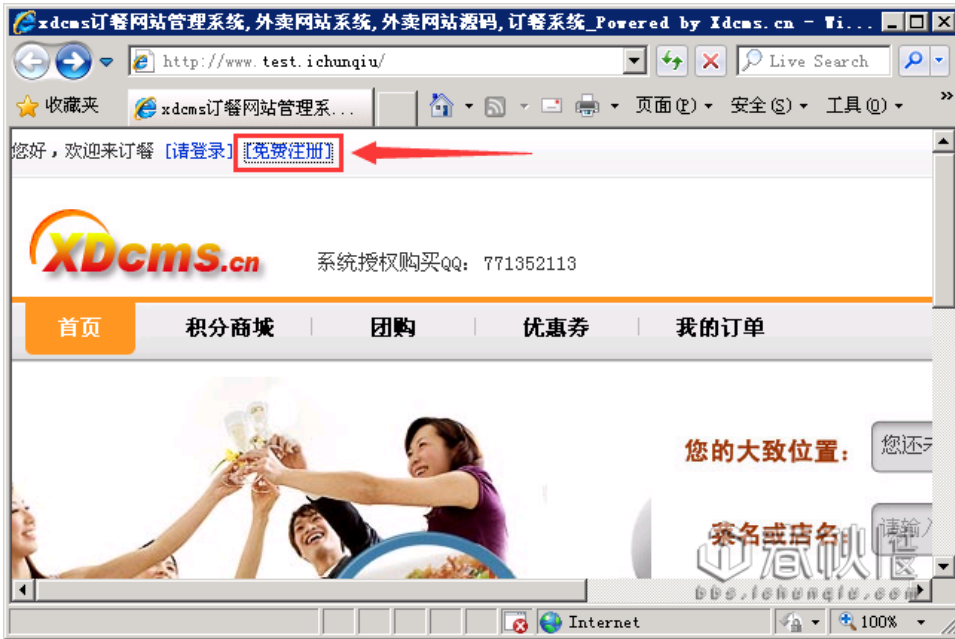 xdcms订餐网站管理系统,外卖网站系统,外卖网站源码,订餐系统_Powered by Xdcms.cn - Wi...
http://www.test.ichunqiu/
Live Search
收藏夹
xdcms订餐网站管理系...
页面(P)
安全(S)
工具(O)
»
您好，欢迎来订餐 [请登录] [免费注册]
XDcms.cn
系统授权购买QQ: 771352113
首页
积分商城
团购
优惠券
我的订单
您的大致位置：
您还
菜名或店名：
请输入
春秋社区
bbs.ichunqiu.com
Internet
100%